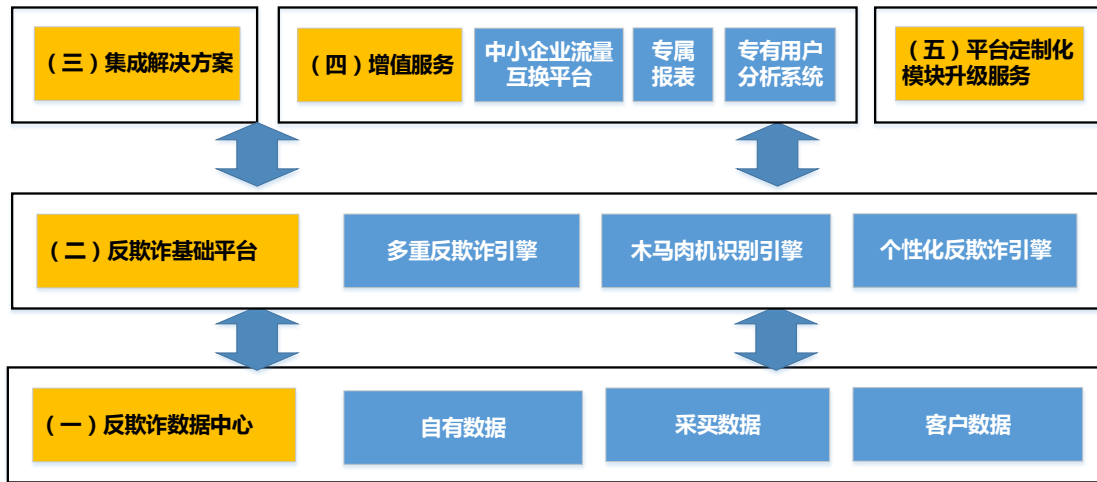 （三）集成解决方案
（四）增值服务
中小企业流量
互换平台
专属
报表
专有用户
分析系统
（五）平台定制化
模块升级服务
（二）反欺诈基础平台
多重反欺诈引擎
木马肉机识别引擎
个性化反欺诈引擎
（一）反欺诈数据中心
自有数据
采买数据
客户数据